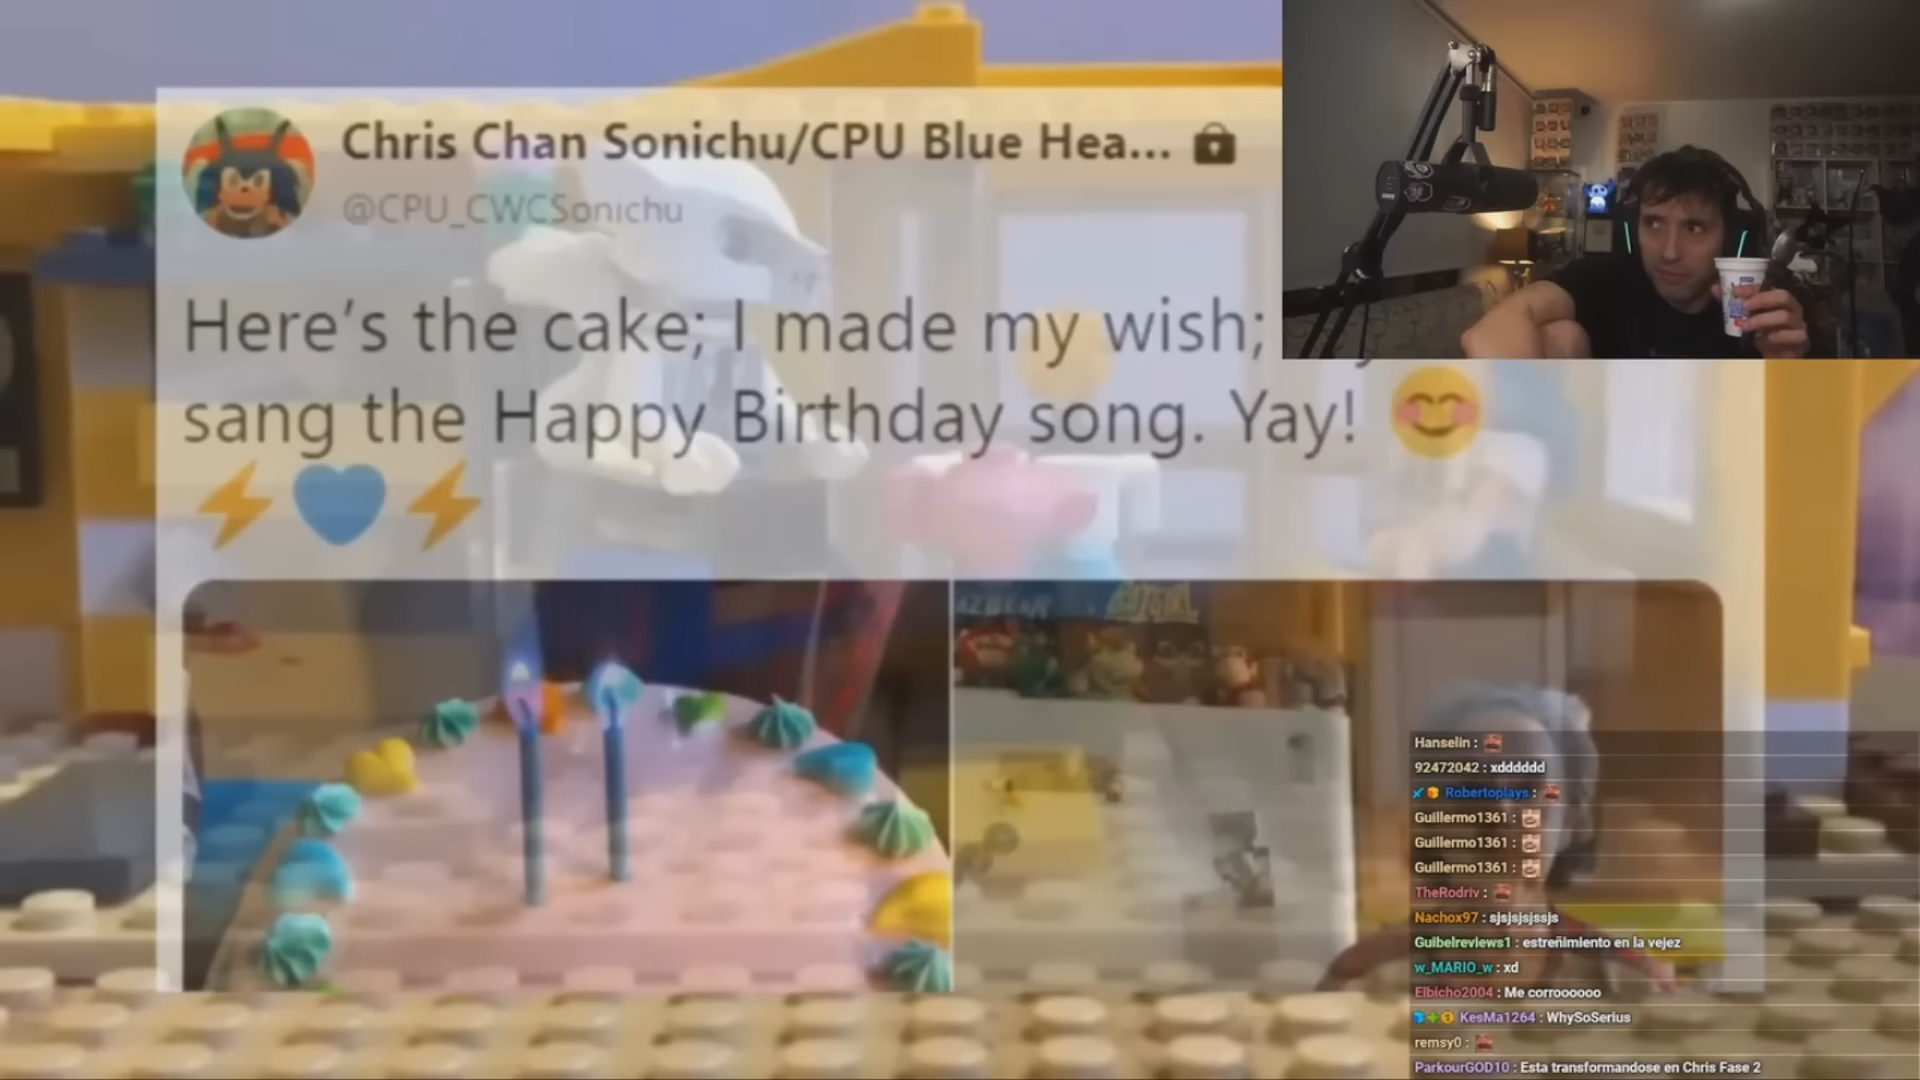 Chris Chan Sonichu/CPU Blue Hea...
@CPU_CWCSonichu
Here's the cake; I made my wish;
sang the Happy Birthday song. Yay! 😊
⚡💙⚡
Hanselin :
92472042 : xdddddd
Robertoplays :
Guillermo1361 :
Guillermo1361 :
Guillermo1361 :
TheRodriv :
Nachox97 : sjsjsjsjssjs
Guibelreviews1 : estreñimiento en la vejez
w_MARIO_w : xd
Elbicho2004 : Me corroooooo
KesMa1264 : WhySoSerius
remsy0 :
ParkourGOD10 : Esta transformandose en Chris Fase 2